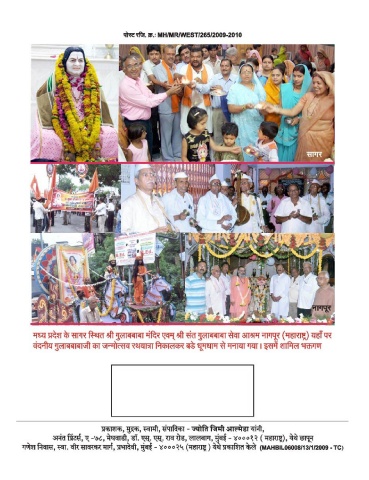 पोस्ट रजि. क्र.: MH/MR/WEST/265/2009-2010
सागर
नागपूर
मध्य प्रदेश के सागर स्थित श्री गुलाबबाबा मंदिर एवम् श्री संत गुलाबबाबा सेवा आश्रम नागपूर (महाराष्ट्र) यहाँ पर
वंदनीय गुलाबबाबाजी का जन्मोत्सव रथयात्रा निकालकर बडे धूमधाम से मनाया गया। इसमें शामिल भक्तगण
प्रकाशक, मुद्रक, स्वामी, संपादिका - ज्योति जिमी आल्मेडा गांनी,
अनंत प्रिंटर्स, ए -७८, मेघवाडी, डॉ. एस्. एस्. राव रोड, लालबाग, मुंबई - ४०००१२ ( महाराष्ट्र), येथे छापून
गणेश निवास, स्वा. वीर सावरकर मार्ग, प्रभादेवी, मुंबई - ४०००२५ (महाराष्ट्र ) येथे प्रकाशित केले (MAHBIL06008/13/1/2009 - TC)